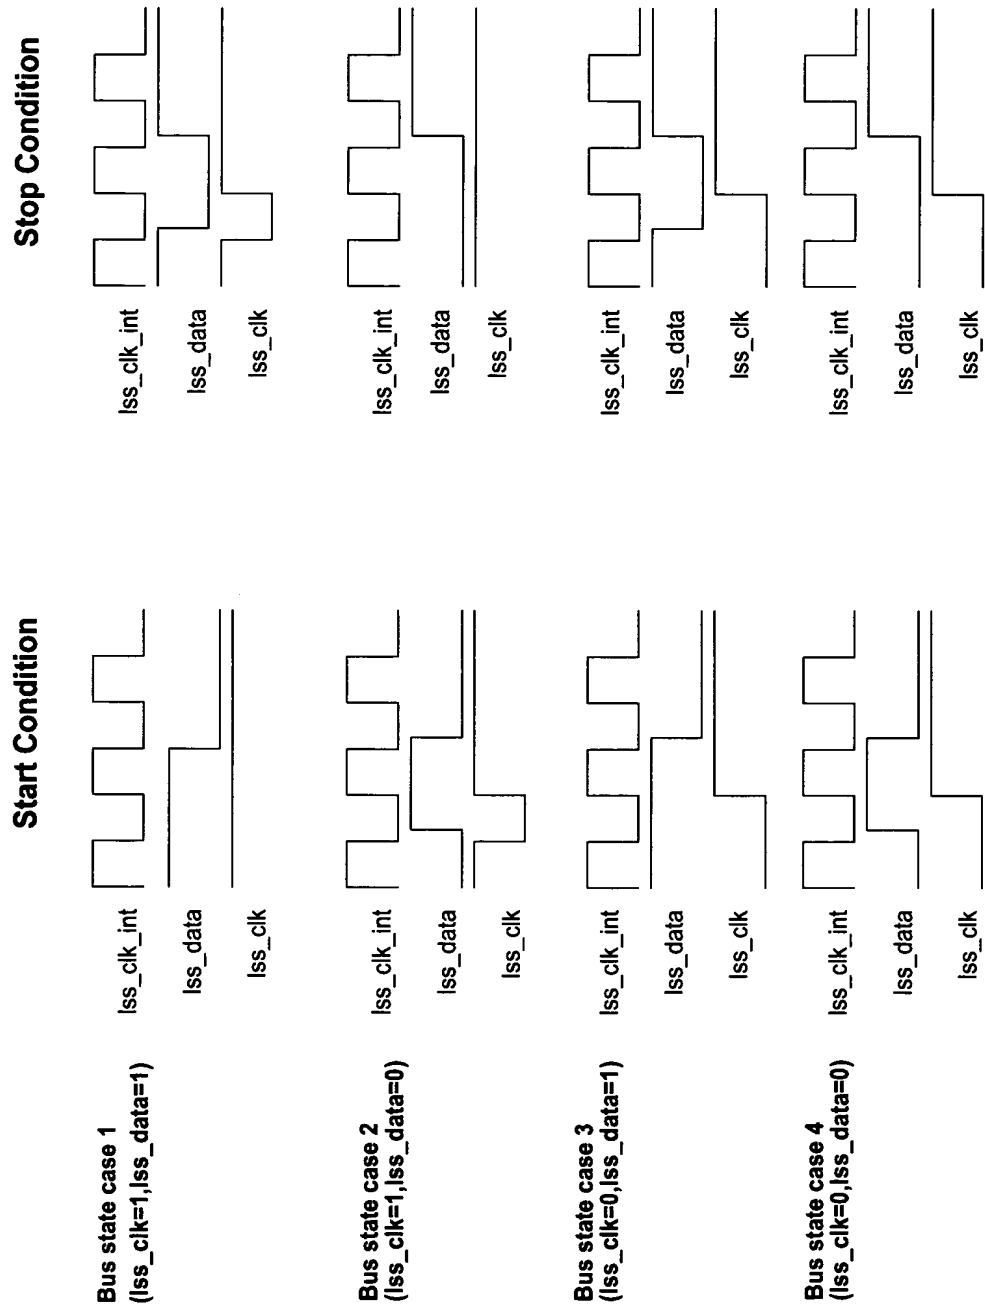 Start Condition
Stop Condition
Bus state case 1
(lss_clk=1,lss_data=1)
lss_clk_int
lss_data
lss_clk
lss_clk_int
lss_data
lss_clk
Bus state case 2
(lss_clk=1,lss_data=0)
lss_clk_int
lss_data
lss_clk
lss_clk_int
lss_data
lss_clk
Bus state case 3
(lss_clk=0,lss_data=1)
lss_clk_int
lss_data
lss_clk
lss_clk_int
lss_data
lss_clk
Bus state case 4
(lss_clk=0,lss_data=0)
lss_clk_int
lss_data
lss_clk
lss_clk_int
lss_data
lss_clk